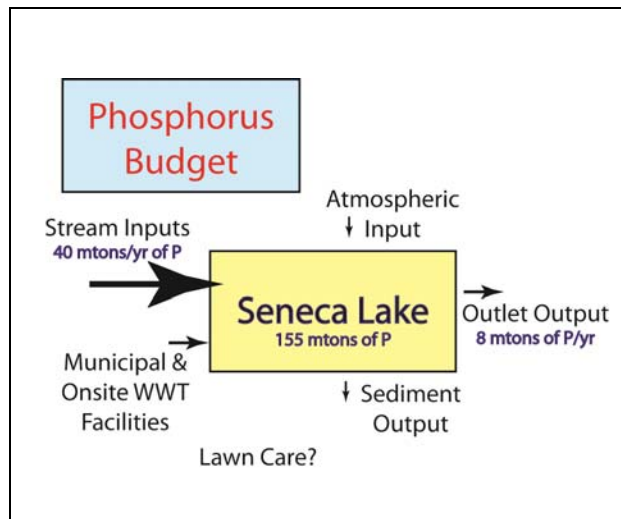 Phosphorus
Budget
Atmospheric
Input
Stream Inputs
40 mtons/yr of P
Seneca Lake
155 mtons of P
Outlet Output
8 mtons of P/yr
Municipal &
Onsite WWT
Facilities
Sediment
Output
Lawn Care?